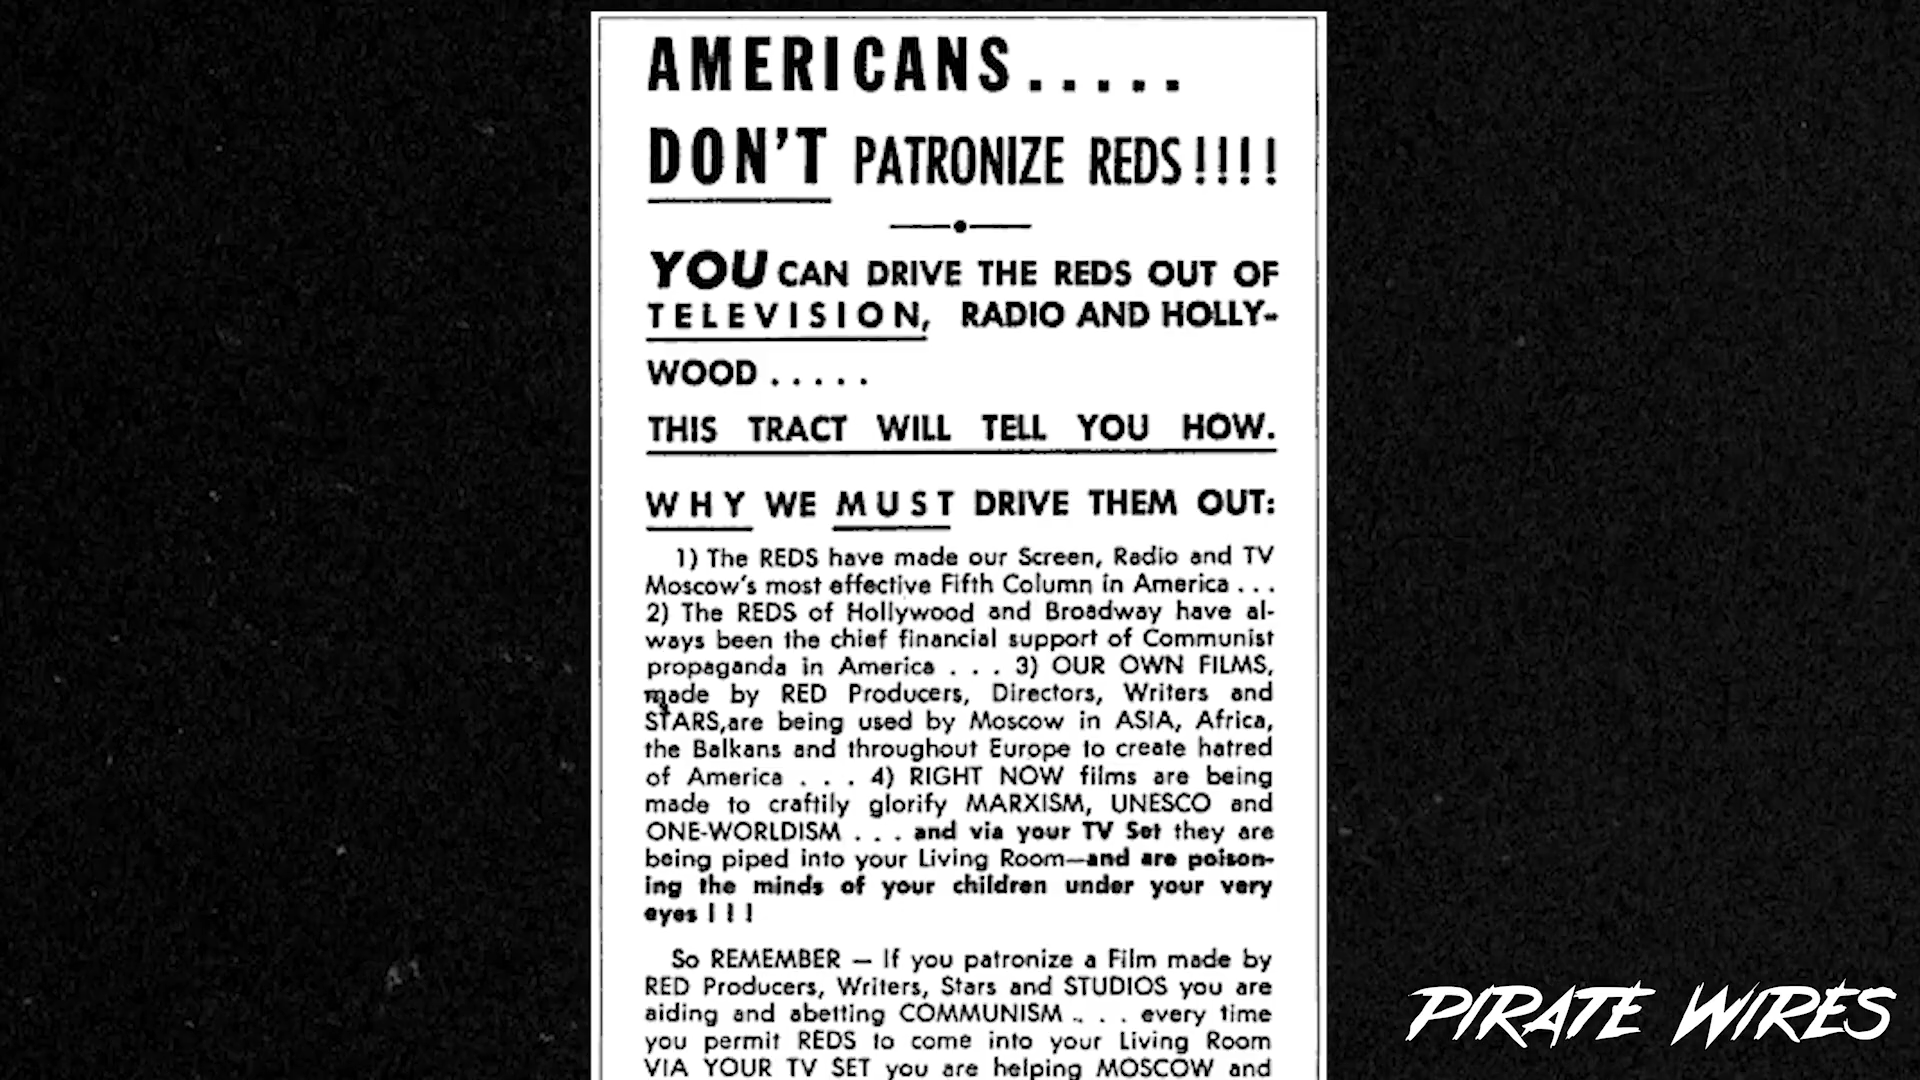 AMERICANS.....
DON'T PATRONIZE REDS!!!!
YOU CAN DRIVE THE REDS OUT OF
TELEVISION, RADIO AND HOLLY-
WOOD.....
THIS TRACT WILL TELL YOU HOW.
WHY WE MUST DRIVE THEM OUT:
1) The REDS have made our Screen, Radio and TV
Moscow's most effective Fifth Column in America . . .
2) The REDS of Hollywood and Broadway have al-
ways been the chief financial support of Communist
propaganda in America . . . 3) OUR OWN FILMS,
made by RED Producers, Directors, Writers and
STARS,are being used by Moscow in ASIA, Africa,
the Balkans and throughout Europe to create hatred
of America . . . 4) RIGHT NOW films are being
made to craftily glorify MARXISM, UNESCO and
ONE-WORLDISM . . . and via your TV Set they are
being piped into your Living Room—and are poison-
ing the minds of your children under your very
eyes ! ! !
So REMEMBER — If you patronize a Film made by
RED Producers, Writers, Stars and STUDIOS you are
aiding and abetting COMMUNISM . . . every time
you permit REDS to come into your Living Room
VIA YOUR TV SET you are helping MOSCOW and
PIRATE WIRES